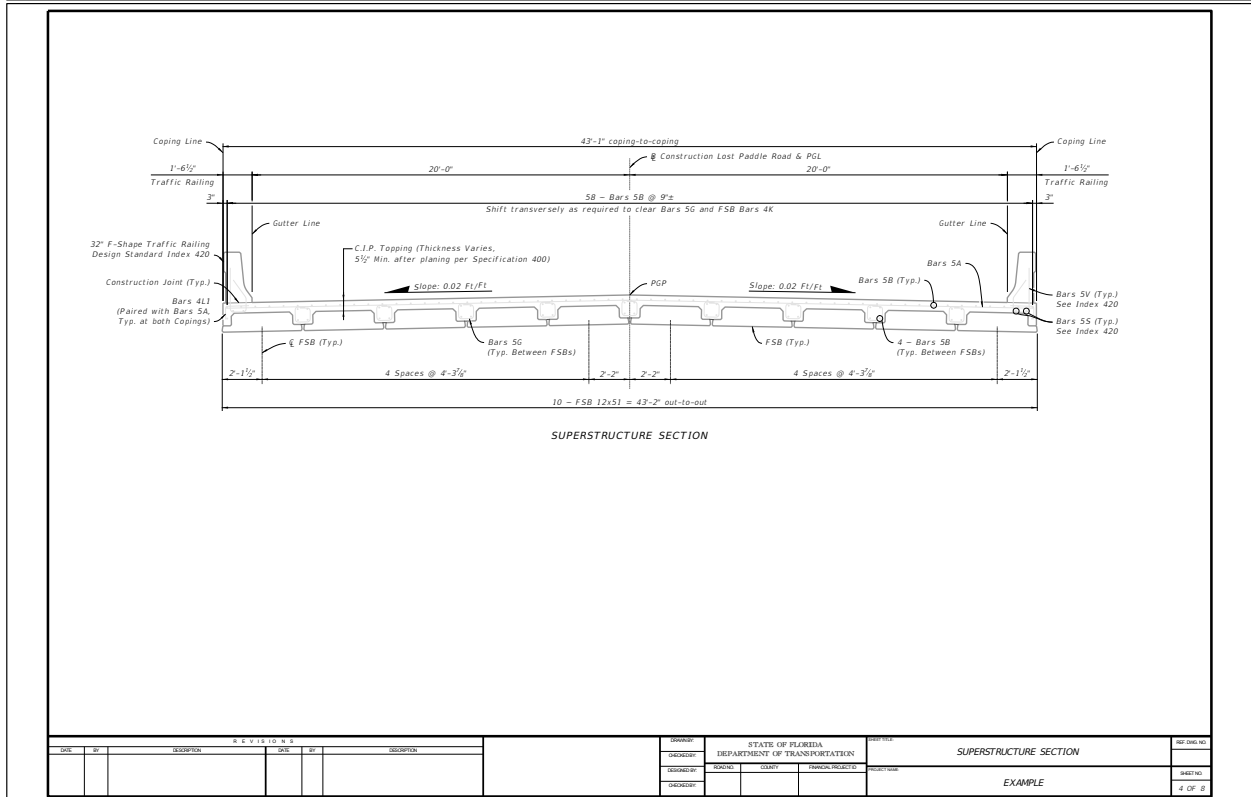 43'-1" coping-to-coping
Coping Line
Coping Line
℄ Construction Lost Paddle Road & PGL
1'-6½"
20'-0"
20'-0"
1'-6½"
Traffic Railing
Traffic Railing
3"
58 - Bars 5B @ 9"±
3"
Shift transversely as required to clear Bars 5G and FSB Bars 4K
Gutter Line
Gutter Line
32" F-Shape Traffic Railing
Design Standard Index 420
C.I.P. Topping (Thickness Varies,
5½" Min. after planing per Specification 400)
Bars 5A
Construction Joint (Typ.)
Slope: 0.02 Ft/Ft
PGP
Slope: 0.02 Ft/Ft
Bars 5B (Typ.)
Bars 4L1
(Paired with Bars 5A,
Typ. at both Copings)
Bars 5V (Typ.)
See Index 420
Bars 5S (Typ.)
See Index 420
℄ FSB (Typ.)
Bars 5G
(Typ. Between FSBs)
FSB (Typ.)
4 - Bars 5B
(Typ. Between FSBs)
2'-1½"
4 Spaces @ 4'-3⅞"
2'-2"
2'-2"
4 Spaces @ 4'-3⅞"
2'-1½"
10 - FSB 12x51 = 43'-2" out-to-out
SUPERSTRUCTURE SECTION
REVISIONS
DATE BY DESCRIPTION DATE BY DESCRIPTION
DRAWN BY:
CHECKED BY:
DESIGNED BY:
CHECKED BY:
STATE OF FLORIDA
DEPARTMENT OF TRANSPORTATION
ROAD NO. COUNTY FINANCIAL PROJECT ID
SHEET TITLE:
SUPERSTRUCTURE SECTION
PROJECT NAME:
EXAMPLE
REF. DWG. NO.
SHEET NO.
4 OF 8